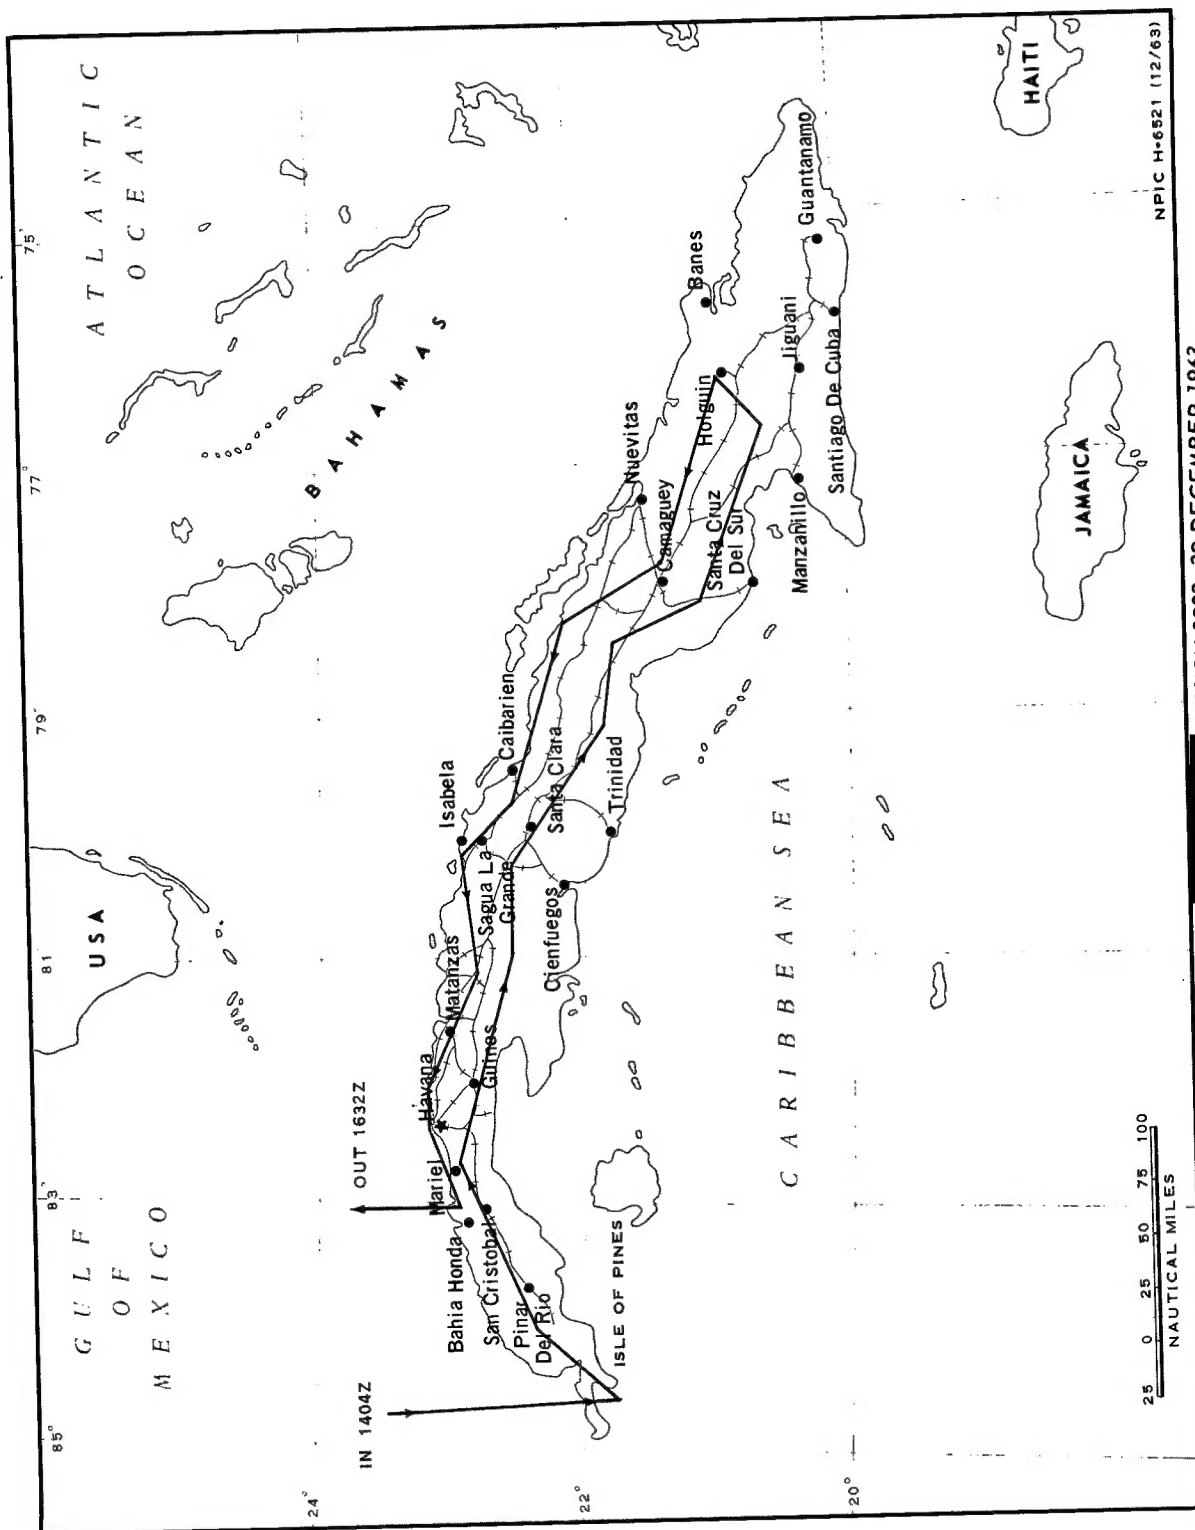 ATLANTIC
OCEAN
GULF
OF
MEXICO
USA
BAHAMAS
CARIBBEAN SEA
JAMAICA
HAITI
85°
83°
81
79°
77°
75°
24°
22°
20°
IN 1404Z
OUT 1632Z
Havana
Mariel
Bahia Honda
San Cristobal
Pinar
Del Rio
ISLE OF PINES
Guines
Matanzas
Isabela
Sagua La
Grande
Cienfuegos
Santa Clara
Caibarien
Trinidad
Nuevitas
Camaguey
Santa Cruz
Del Sur
Holguin
Banes
Manzanillo
Jiguani
Santiago De Cuba
Guantanamo
25 0 25 50 75 100
NAUTICAL MILES
NPIC H-6521 (12/63)